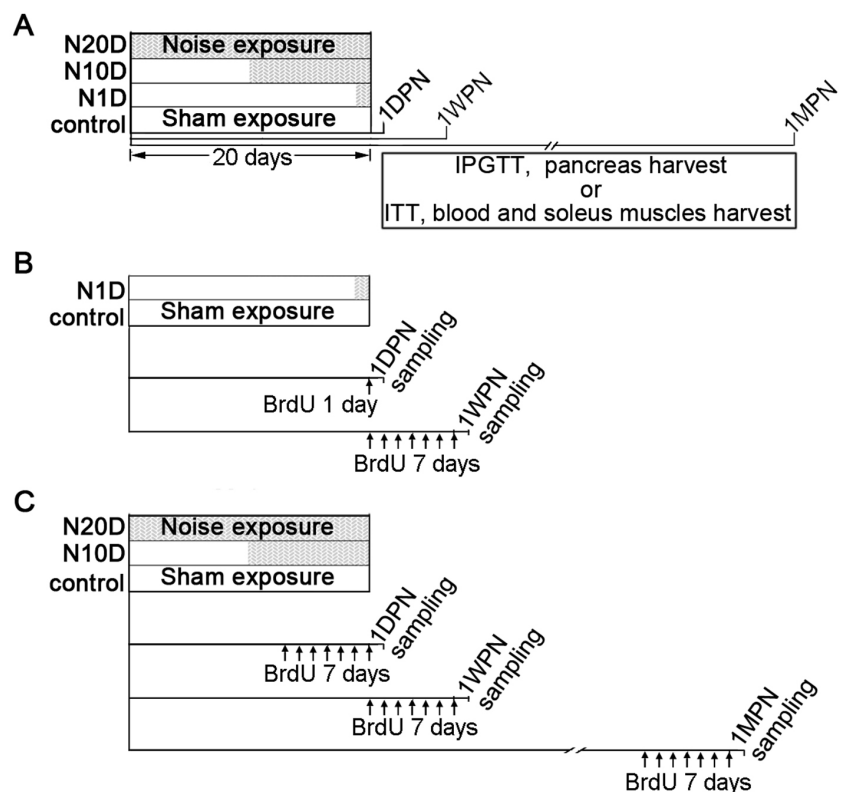 A
N20D Noise exposure
N10D
N1D
control Sham exposure
1DPN
1WPN
1MPN
20 days
IPGTT, pancreas harvest
or
ITT, blood and soleus muscles harvest
B
N1D
control Sham exposure
1DPN
sampling
BrdU 1 day
1WPN
sampling
BrdU 7 days
C
N20D Noise exposure
N10D
control Sham exposure
1DPN
sampling
BrdU 7 days
1WPN
sampling
BrdU 7 days
1MPN
sampling
BrdU 7 days